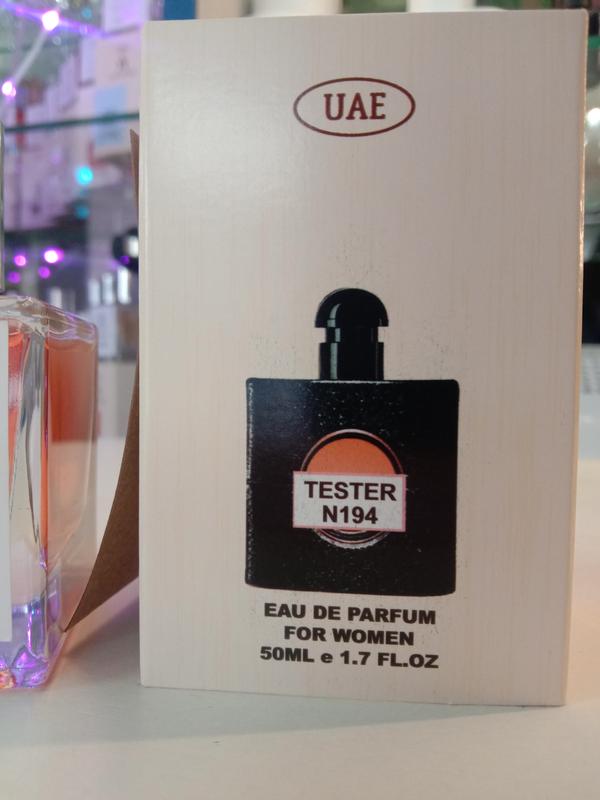 UAE
TESTER
N194
EAU DE PARFUM
FOR WOMEN
50ML e 1.7 FL.OZ